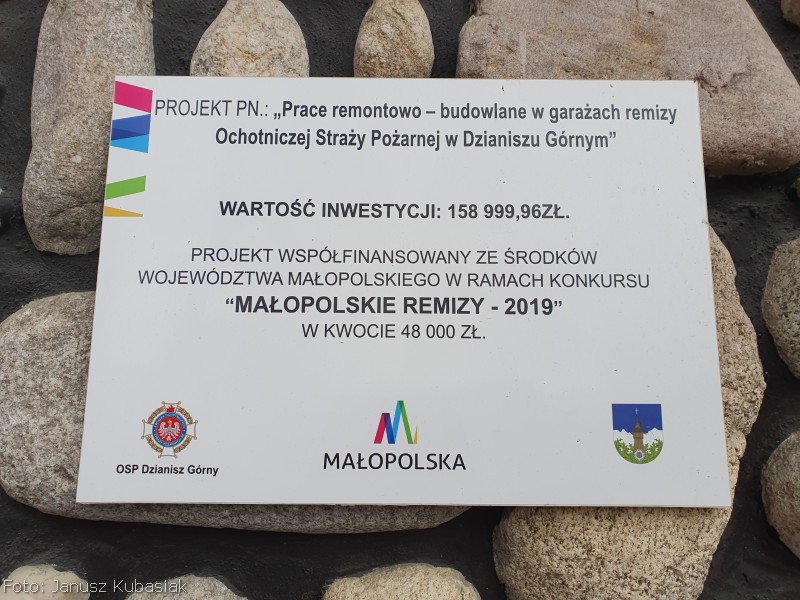 PROJEKT PN.: „Prace remontowo – budowlane w garażach remizy
Ochotniczej Straży Pożarnej w Dzianiszu Górnym”
WARTOŚĆ INWESTYCJI: 158 999,96ZŁ.
PROJEKT WSPÓŁFINANSOWANY ZE ŚRODKÓW
WOJEWÓDZTWA MAŁOPOLSKIEGO W RAMACH KONKURSU
“MAŁOPOLSKIE REMIZY - 2019”
W KWOCIE 48 000 ZŁ.
OSP Dzianisz Górny
MAŁOPOLSKA
Foto: Janusz Kubasiak